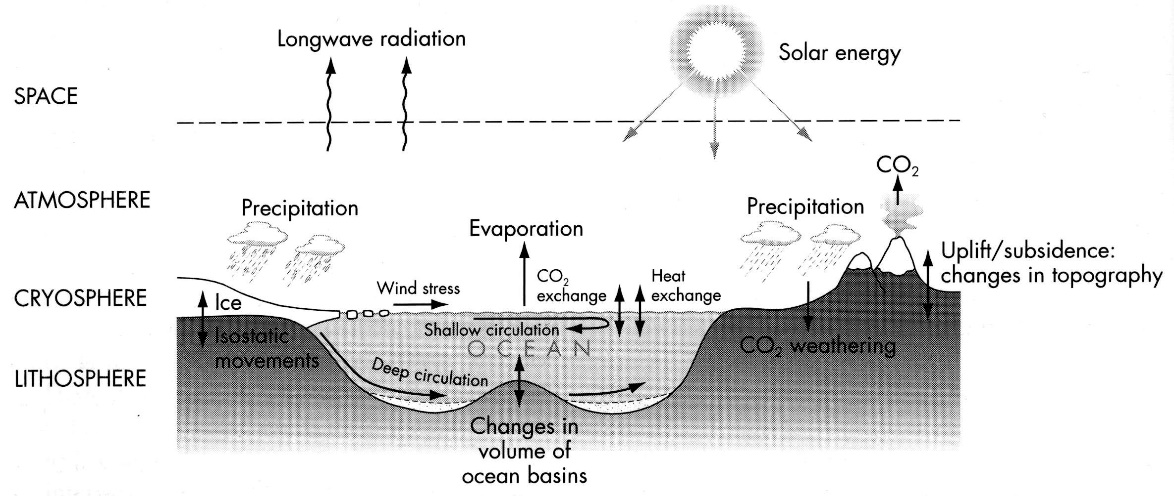 Longwave radiation
Solar energy
SPACE
CO₂
ATMOSPHERE
Precipitation
Precipitation
Evaporation
Uplift/subsidence:
changes in topography
CO₂
exchange
Heat
exchange
Wind stress
CRYOSPHERE
Ice
Shallow circulation
Isostatic
movements
OCEAN
CO₂ weathering
LITHOSPHERE
Deep circulation
Changes in
volume of
ocean basins